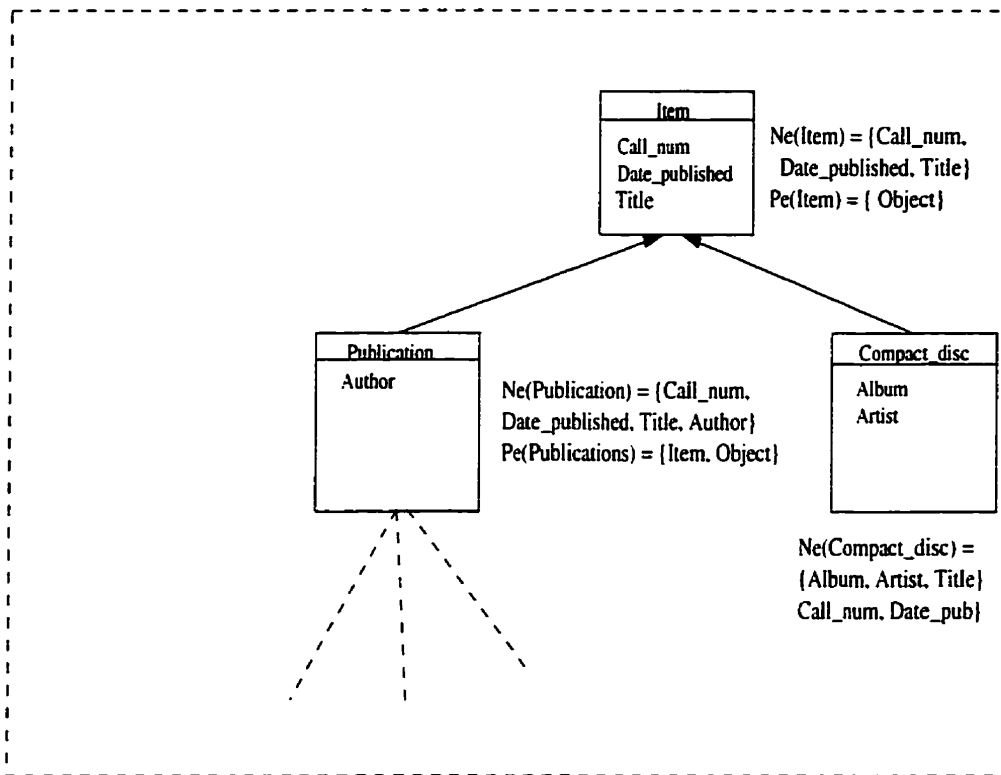 Item
Call_num
Date_published
Title
Ne(Item) = {Call_num,
Date_published, Title}
Pe(Item) = { Object}
Publication
Author
Ne(Publication) = {Call_num,
Date_published, Title, Author}
Pe(Publications) = {Item, Object}
Compact_disc
Album
Artist
Ne(Compact_disc) =
{Album, Artist, Title}
Call_num, Date_pub}